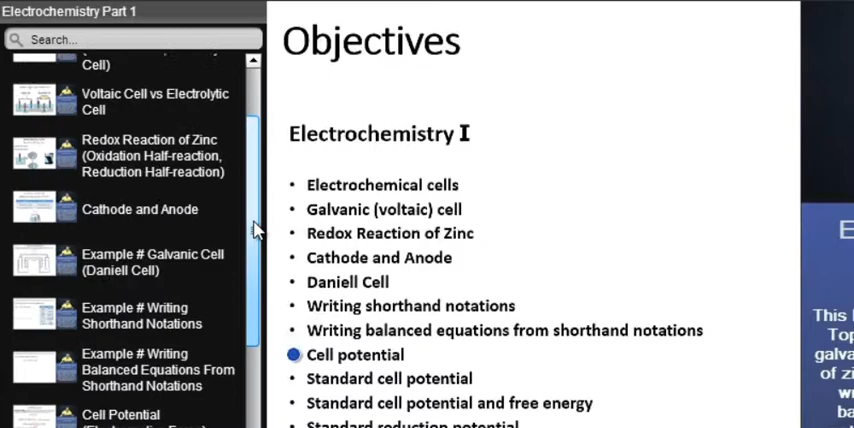 Electrochemistry Part 1
Search...
Cell)
Voltaic Cell vs Electrolytic
Cell
Redox Reaction of Zinc
(Oxidation Half-reaction,
Reduction Half-reaction)
Cathode and Anode
Example # Galvanic Cell
(Daniell Cell)
Example # Writing
Shorthand Notations
Example # Writing
Balanced Equations From
Shorthand Notations
Cell Potential
Objectives
Electrochemistry I
• Electrochemical cells
• Galvanic (voltaic) cell
• Redox Reaction of Zinc
• Cathode and Anode
• Daniell Cell
• Writing shorthand notations
• Writing balanced equations from shorthand notations
Cell potential
• Standard cell potential
• Standard cell potential and free energy
• Standard reduction potential
E
This
Top
galva
of zi
w
ba